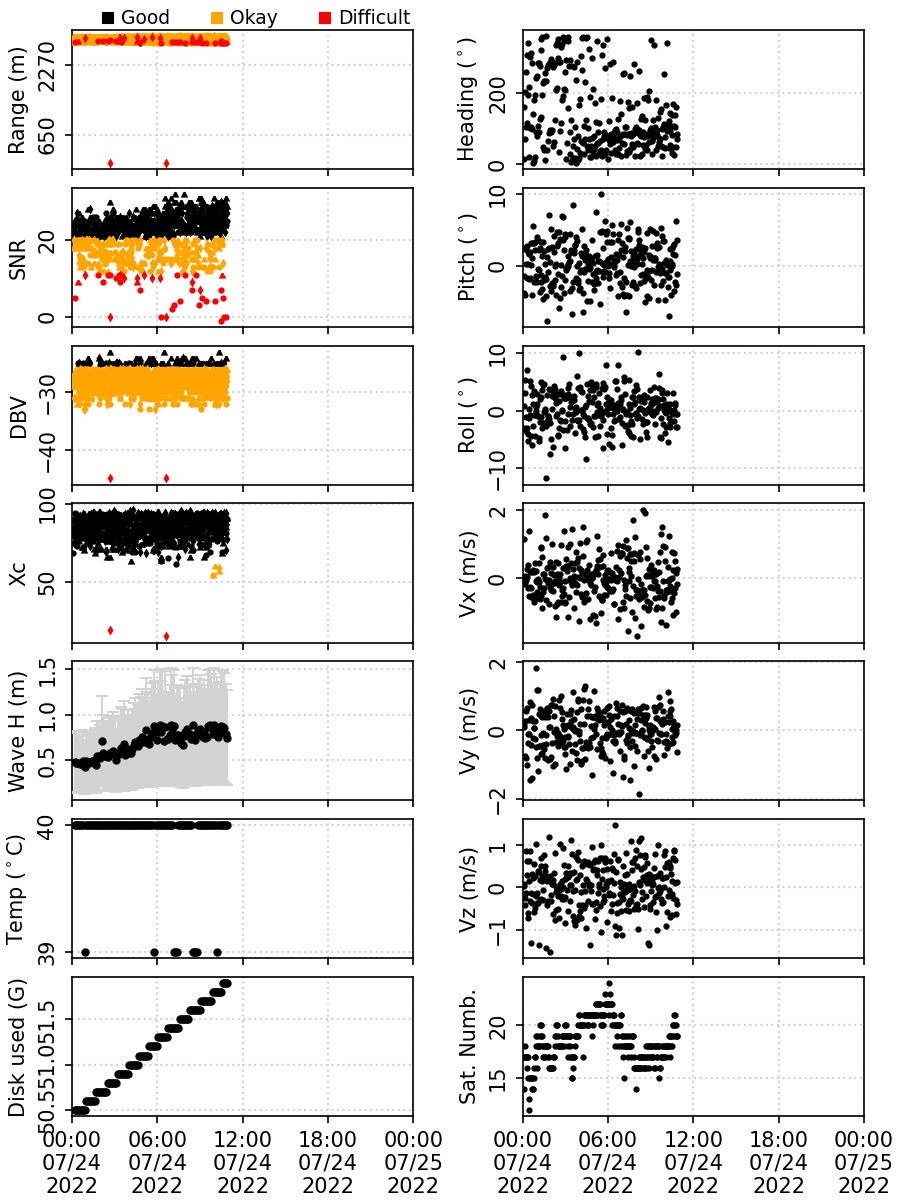 Good Okay Difficult
Range (m)
2270
650
Heading (°)
200
0
SNR
20
0
Pitch (°)
10
0
DBV
−30
−40
Roll (°)
10
0
−10
Xc
100
50
Vx (m/s)
2
0
Wave H (m)
1.5
1.0
0.5
Vy (m/s)
2
0
−2
Temp (°C)
40
39
Vz (m/s)
1
0
−1
Disk used (G)
51.5
51.0
50.5
Sat. Numb.
20
15
00:00 06:00 12:00 18:00 00:00
07/24 07/24 07/24 07/24 07/25
2022 2022 2022 2022 2022
00:00 06:00 12:00 18:00 00:00
07/24 07/24 07/24 07/24 07/25
2022 2022 2022 2022 2022